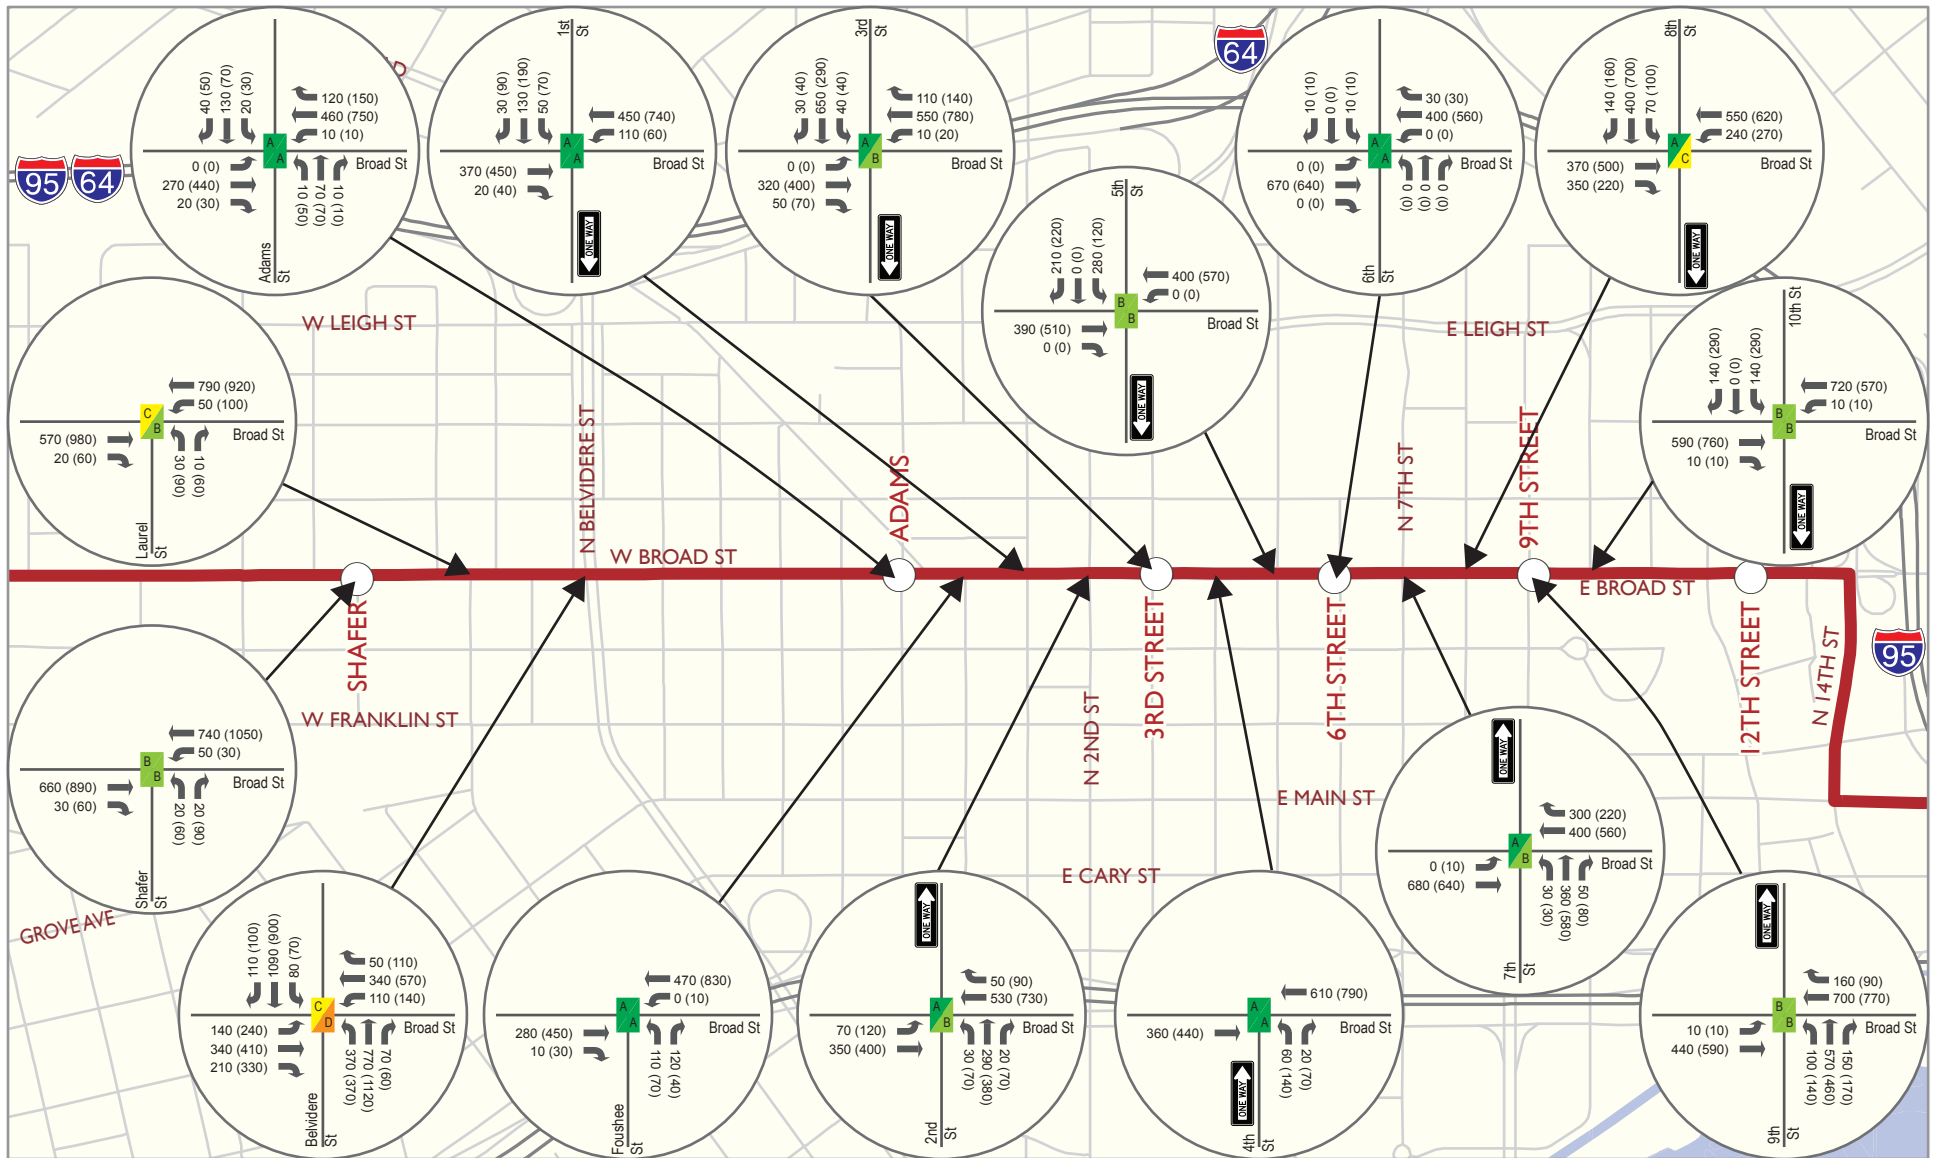 Adams St
40 (50)
130 (70)
20 (30)
120 (150)
460 (750)
10 (10)
A
A
Broad St
0 (0)
270 (440)
20 (30)
10 (50)
70 (70)
10 (10)
1st St
30 (90)
130 (190)
50 (70)
450 (740)
110 (60)
A
A
Broad St
370 (450)
20 (40)
ONE WAY
3rd St
30 (40)
650 (290)
40 (40)
110 (140)
550 (780)
10 (20)
A
B
Broad St
0 (0)
320 (400)
50 (70)
ONE WAY
64
5th St
210 (220)
0 (0)
280 (120)
400 (570)
0 (0)
B
B
Broad St
390 (510)
0 (0)
ONE WAY
10 (10)
0 (0)
10 (10)
30 (30)
400 (560)
0 (0)
A
A
Broad St
0 (0)
670 (640)
0 (0)
0 (0)
0 (0)
0 (0)
6th St
8th St
140 (160)
400 (700)
70 (100)
550 (620)
240 (270)
A
C
Broad St
370 (500)
350 (220)
ONE WAY
95
64
10th St
140 (290)
0 (0)
140 (290)
720 (570)
10 (10)
B
B
Broad St
590 (760)
10 (10)
ONE WAY
790 (920)
50 (100)
C
B
Broad St
570 (980)
20 (60)
30 (90)
10 (60)
Laurel St
W LEIGH ST
E LEIGH ST
N BELVIDERE ST
ADAMS
N 7TH ST
9TH STREET
W BROAD ST
E BROAD ST
SHAFER
3RD STREET
6TH STREET
12TH STREET
N 14TH ST
95
W FRANKLIN ST
N 2ND ST
E MAIN ST
E CARY ST
GROVE AVE
740 (1050)
50 (30)
B
B
Broad St
660 (890)
30 (60)
20 (60)
20 (90)
Shafer St
110 (100)
1090 (900)
80 (70)
50 (110)
340 (570)
110 (140)
C
D
Broad St
140 (240)
340 (410)
210 (330)
370 (370)
770 (1120)
70 (60)
Belvidere St
470 (830)
0 (10)
A
A
Broad St
280 (450)
10 (30)
110 (70)
120 (40)
Foushee St
ONE WAY
50 (90)
530 (730)
A
B
Broad St
70 (120)
350 (400)
30 (70)
290 (380)
20 (70)
2nd St
610 (790)
A
A
Broad St
360 (440)
60 (140)
20 (70)
ONE WAY
4th St
ONE WAY
300 (220)
400 (560)
A
B
Broad St
0 (10)
680 (640)
30 (30)
360 (580)
50 (80)
7th St
ONE WAY
160 (90)
700 (770)
B
B
Broad St
10 (10)
440 (590)
100 (140)
570 (460)
150 (170)
9th St